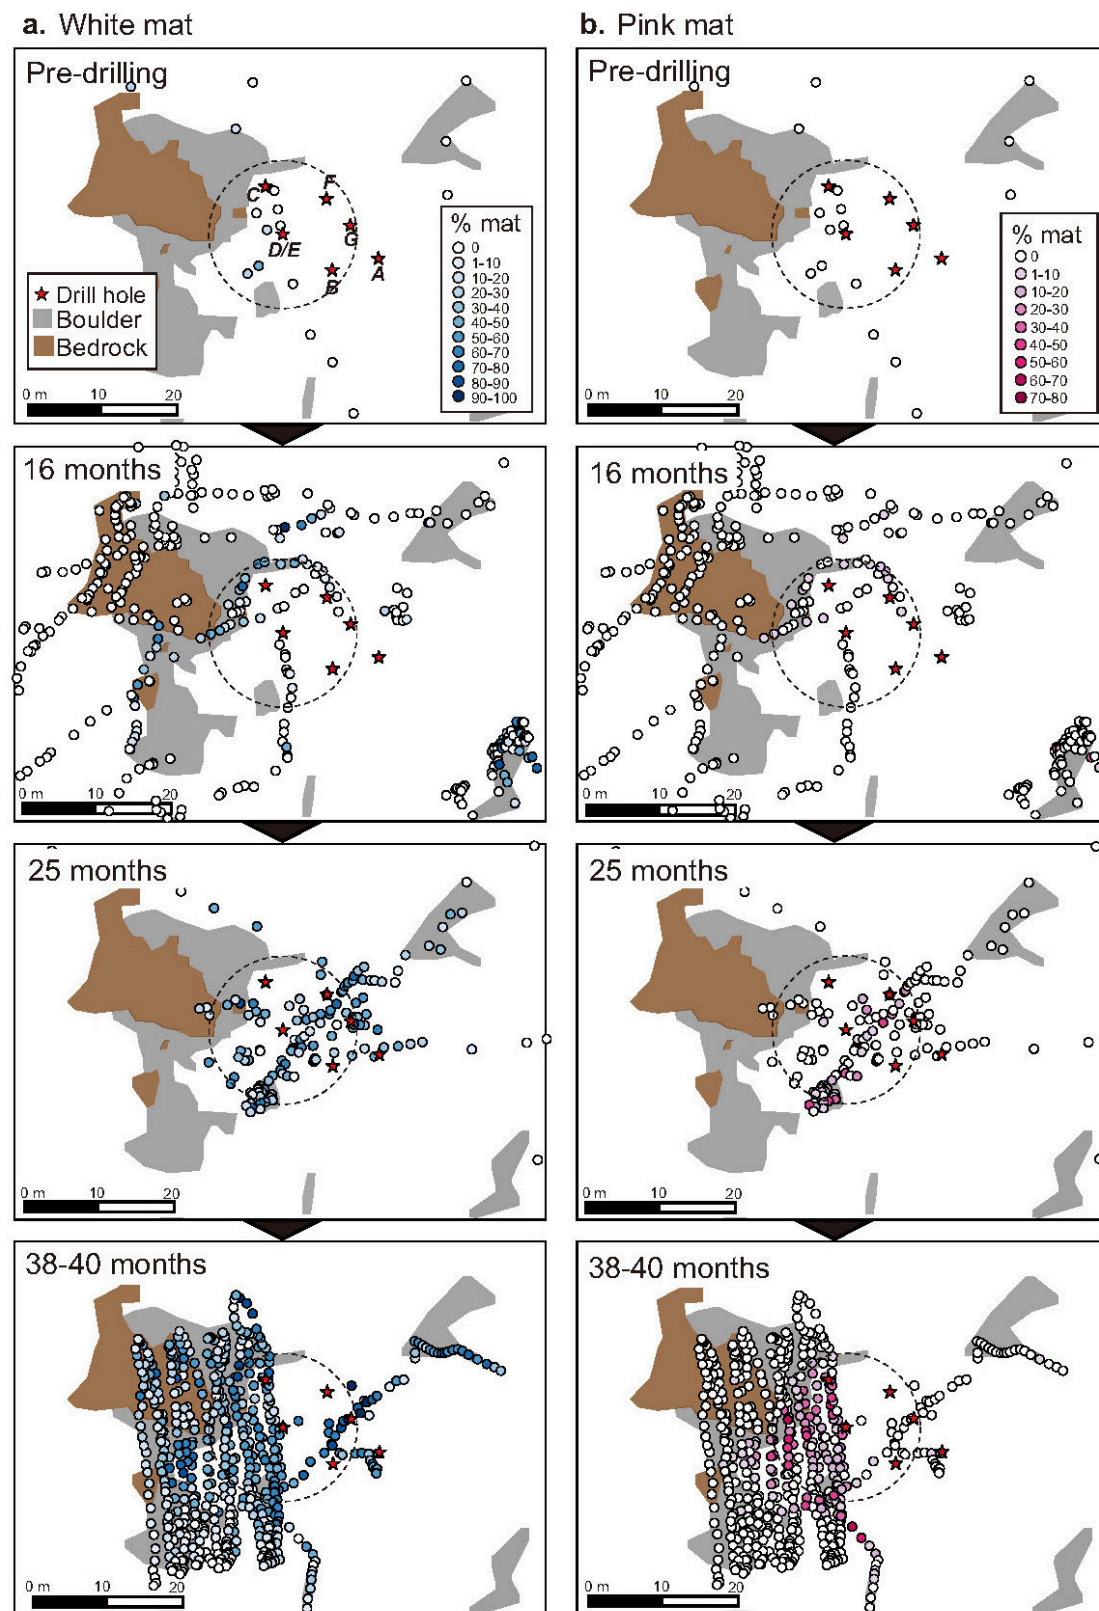 a. White mat
Pre-drilling
C
F
D/E
G
B
A
% mat
0
1-10
10-20
20-30
30-40
40-50
50-60
60-70
70-80
80-90
90-100
Drill hole
Boulder
Bedrock
0 m 10 20
16 months
0 m 10 20
25 months
0 m 10 20
38-40 months
0 m 10 20
b. Pink mat
Pre-drilling
% mat
0
1-10
10-20
20-30
30-40
40-50
50-60
60-70
70-80
0 m 10 20
16 months
0 m 10 20
25 months
0 m 10 20
38-40 months
0 m 10 20